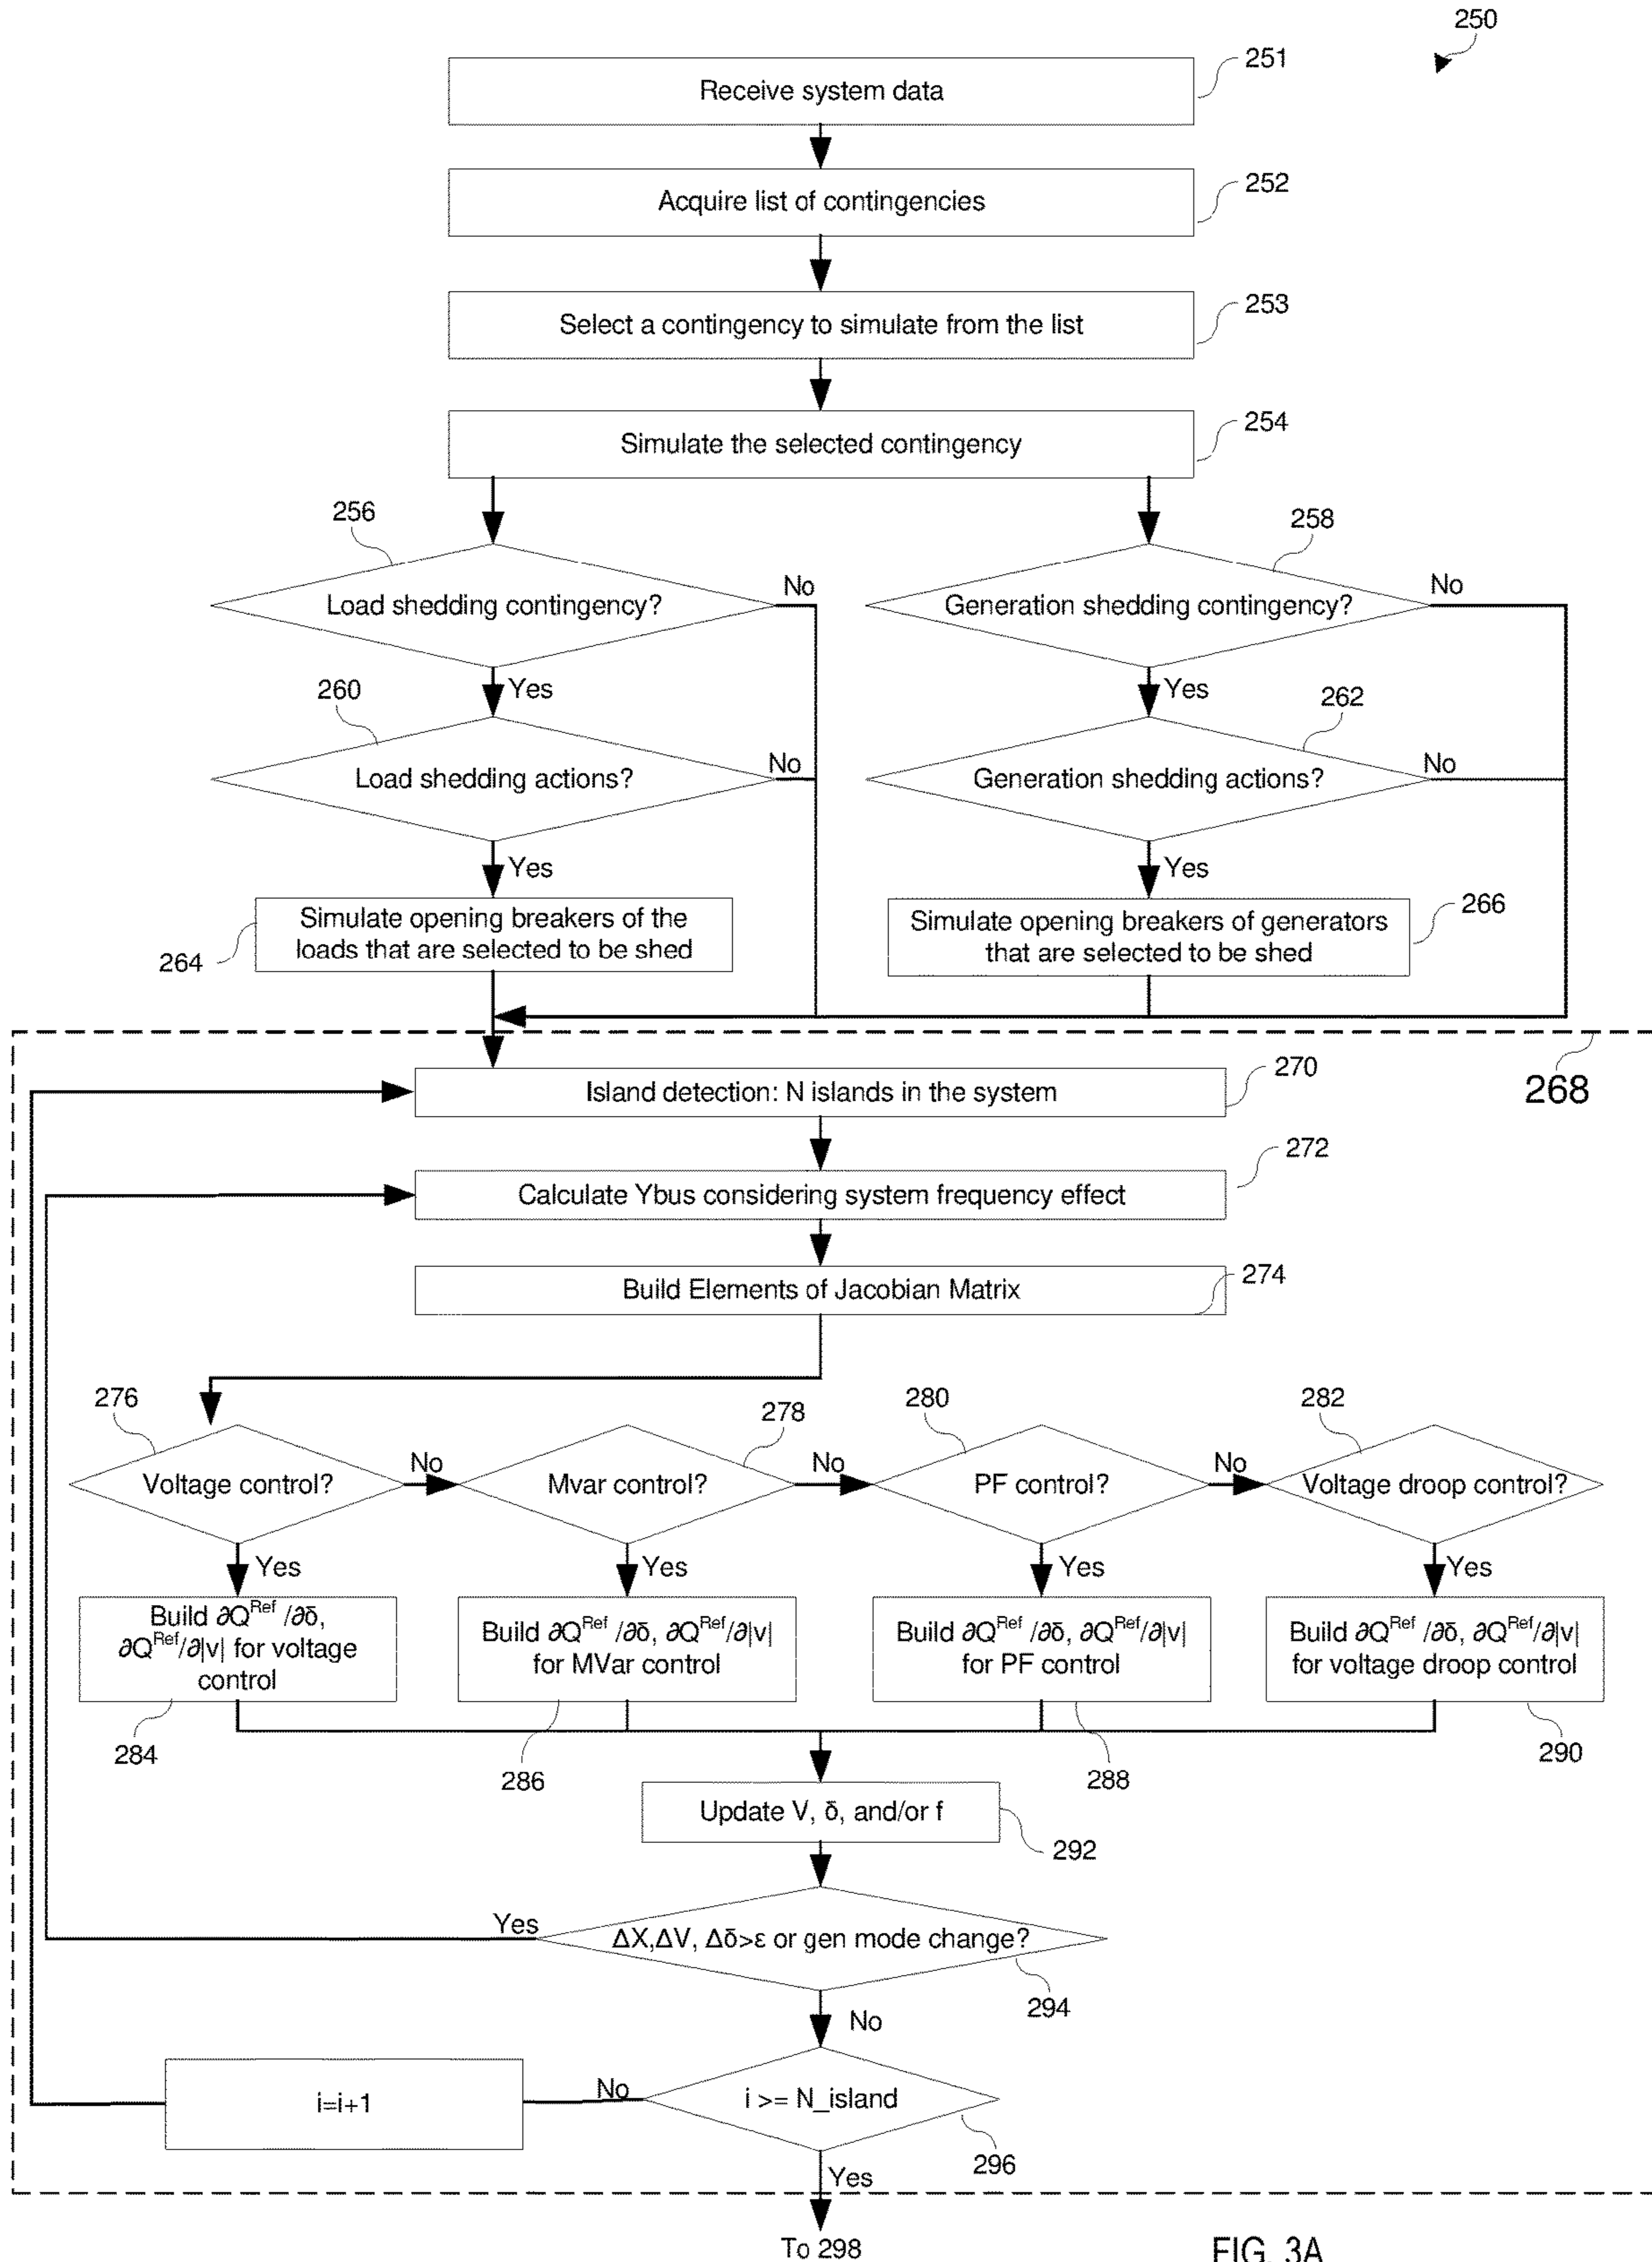 250
251
Receive system data
252
Acquire list of contingencies
253
Select a contingency to simulate from the list
254
Simulate the selected contingency
256
258
Load shedding contingency?
No
Generation shedding contingency?
No
Yes
Yes
260
262
Load shedding actions?
No
Generation shedding actions?
No
Yes
Yes
Simulate opening breakers of the
loads that are selected to be shed
264
Simulate opening breakers of generators
that are selected to be shed
266
268
270
Island detection: N islands in the system
272
Calculate Ybus considering system frequency effect
274
Build Elements of Jacobian Matrix
276
278
280
282
Voltage control?
No
Mvar control?
No
PF control?
No
Voltage droop control?
Yes
Yes
Yes
Yes
Build ∂Q^Ref /∂δ,
∂Q^Ref/∂|v| for voltage
control
Build ∂Q^Ref /∂δ, ∂Q^Ref/∂|v|
for MVar control
Build ∂Q^Ref /∂δ, ∂Q^Ref/∂|v|
for PF control
Build ∂Q^Ref /∂δ, ∂Q^Ref/∂|v|
for voltage droop control
284
286
288
290
Update V, δ, and/or f
292
Yes
ΔX,ΔV, Δδ>ε or gen mode change?
294
No
i=i+1
No
i >= N_island
296
Yes
To 298
FIG. 3A